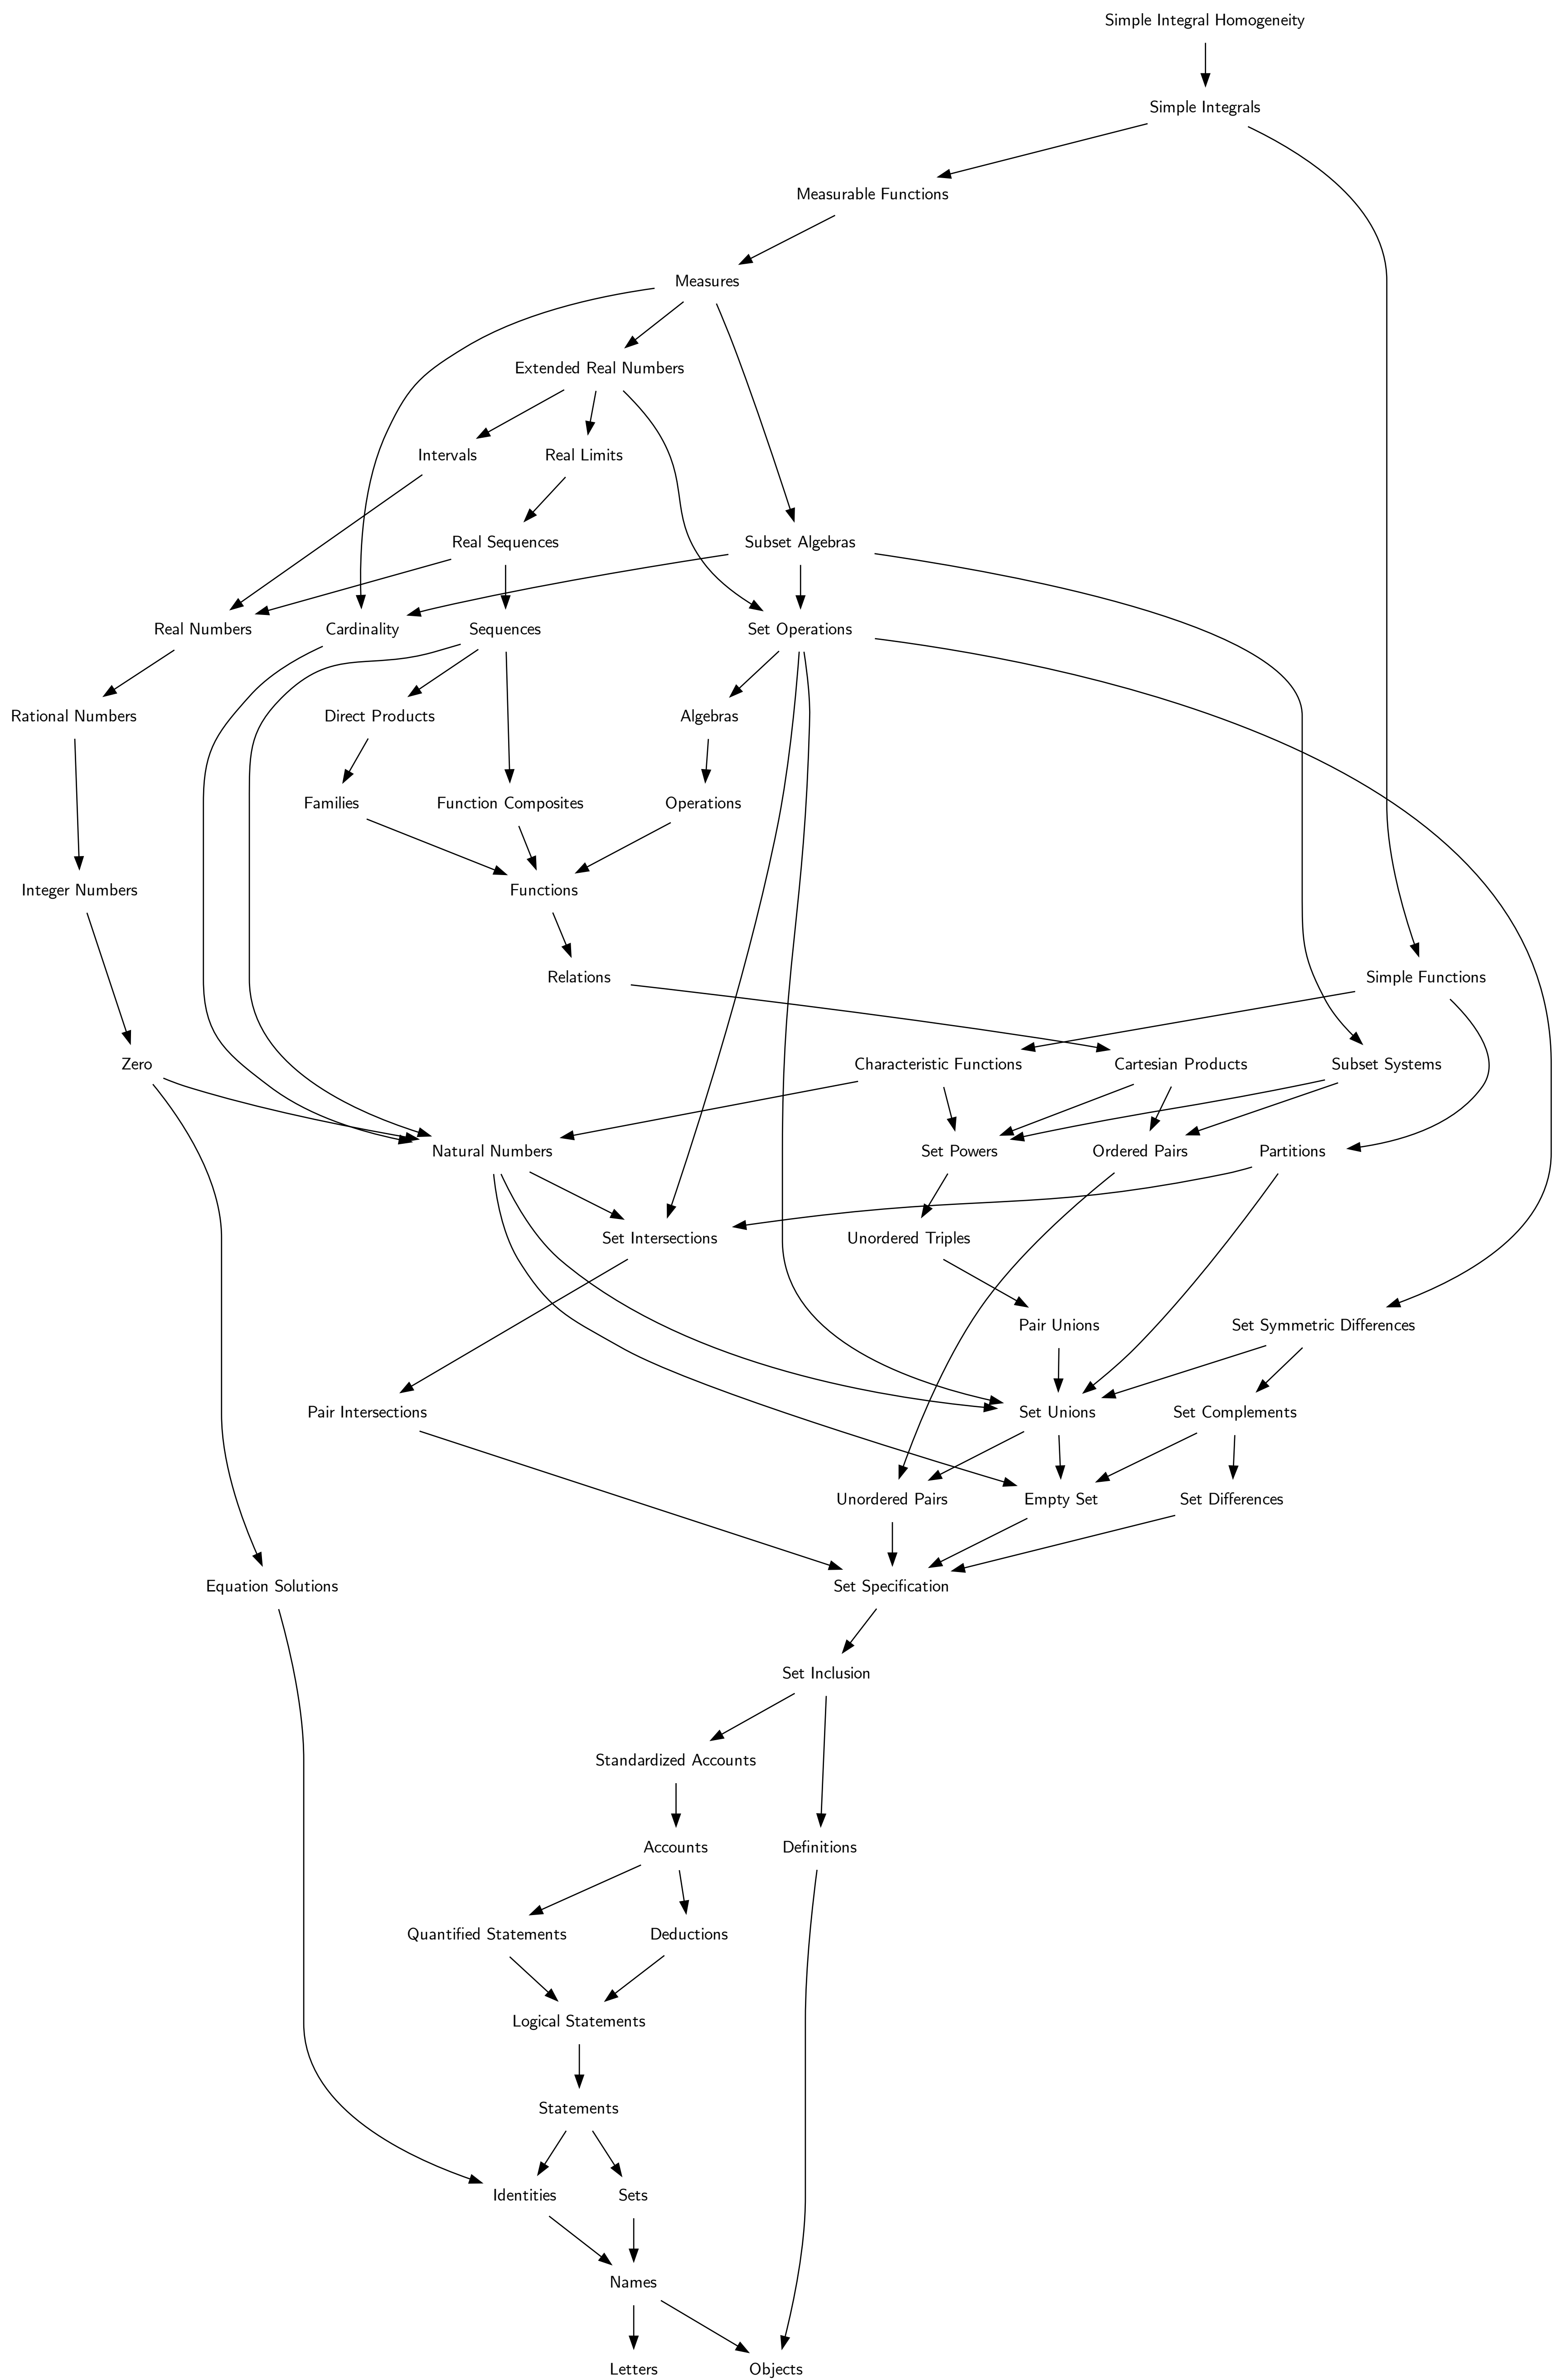 Simple Integral Homogeneity
Simple Integrals
Measurable Functions
Measures
Extended Real Numbers
Intervals
Real Limits
Real Sequences
Subset Algebras
Real Numbers
Cardinality
Sequences
Set Operations
Rational Numbers
Direct Products
Algebras
Families
Function Composites
Operations
Integer Numbers
Functions
Relations
Simple Functions
Zero
Characteristic Functions
Cartesian Products
Subset Systems
Natural Numbers
Set Powers
Ordered Pairs
Partitions
Set Intersections
Unordered Triples
Pair Unions
Set Symmetric Differences
Pair Intersections
Set Unions
Set Complements
Unordered Pairs
Empty Set
Set Differences
Equation Solutions
Set Specification
Set Inclusion
Standardized Accounts
Accounts
Definitions
Quantified Statements
Deductions
Logical Statements
Statements
Identities
Sets
Names
Letters
Objects